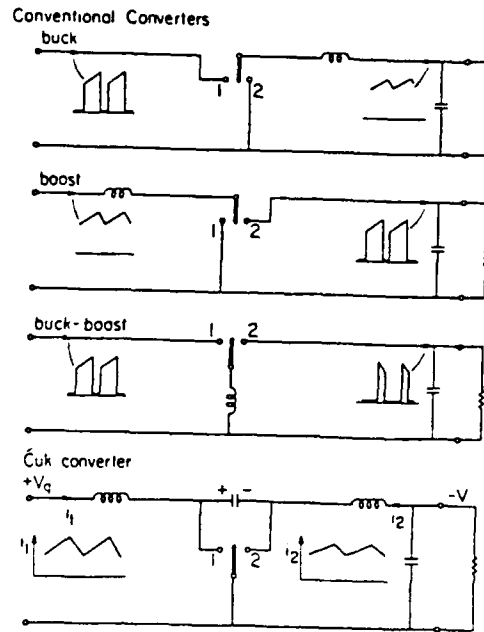 Conventional Converters
buck
1 2
boost
1 2
buck-boost
1 2
Ćuk converter
+Vg + - -V
i1 i2
i1 1 2 i2